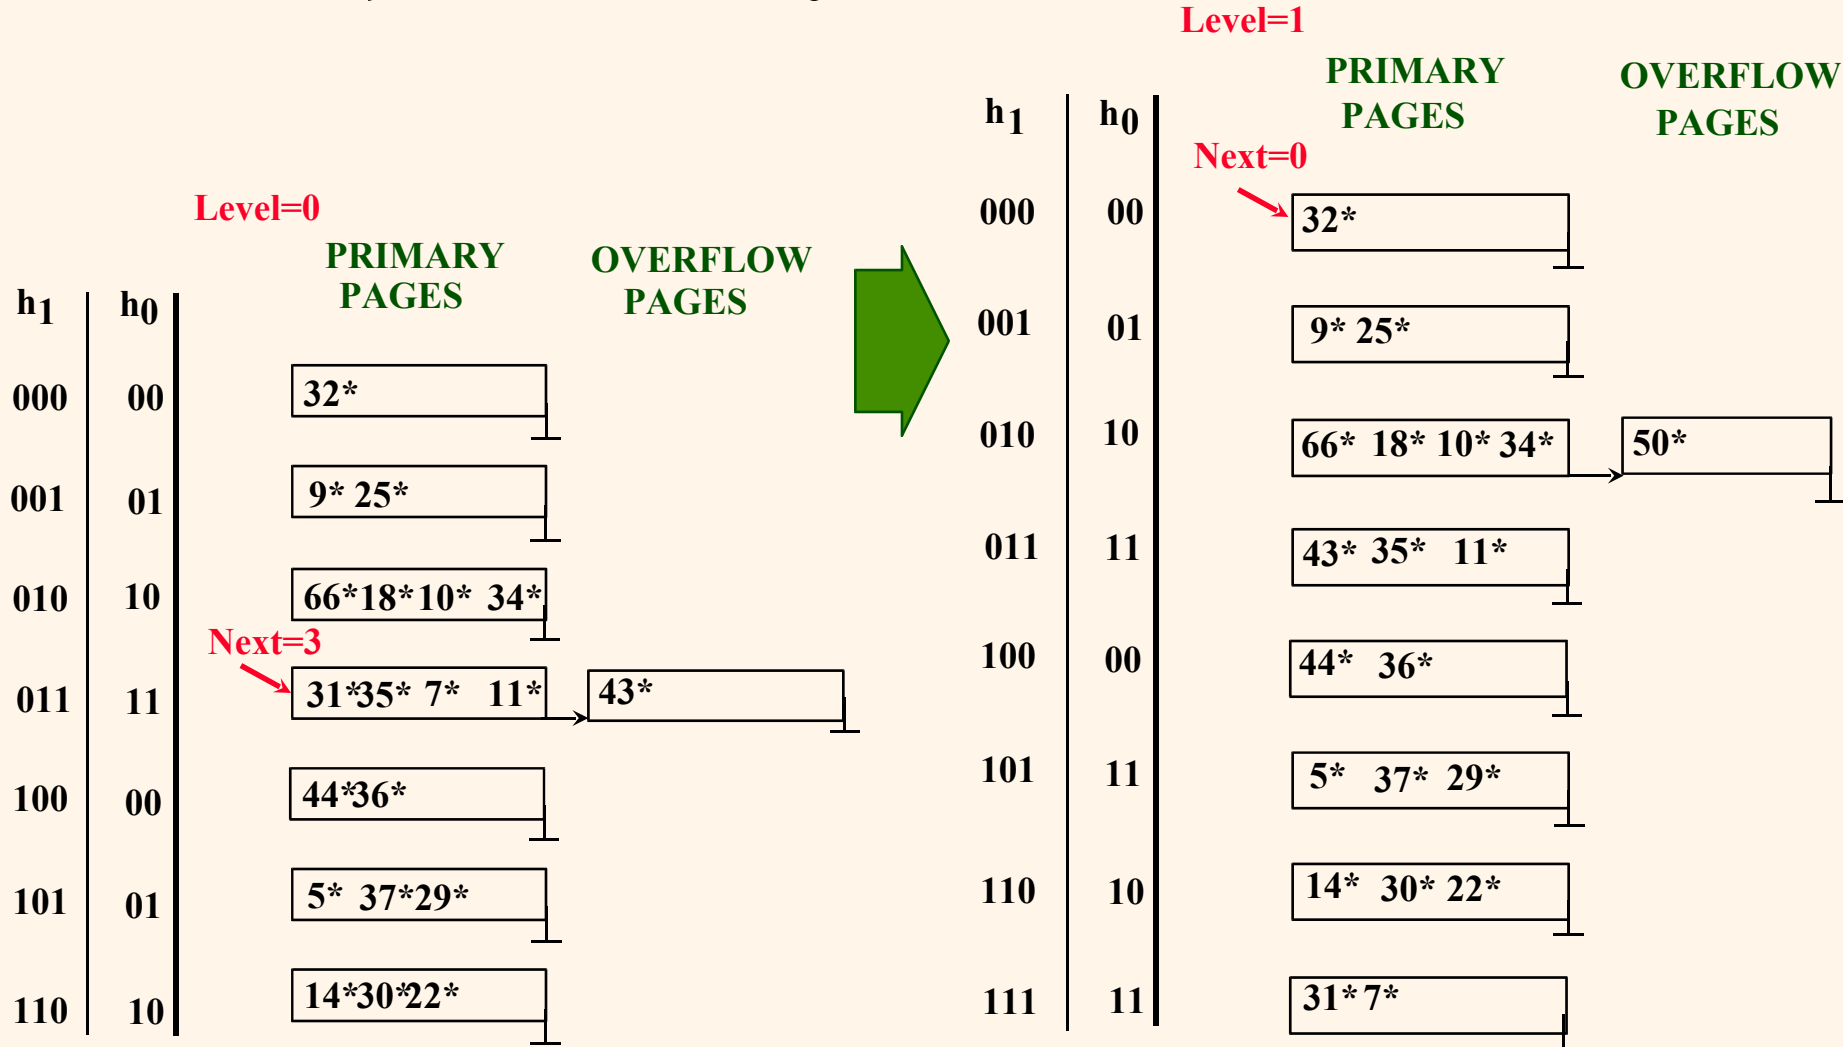 Level=0
PRIMARY PAGES
OVERFLOW PAGES
h1 h0
000 00 32*
001 01 9* 25*
010 10 66* 18* 10* 34*
Next=3
011 11 31* 35* 7* 11* 43*
100 00 44* 36*
101 01 5* 37* 29*
110 10 14* 30* 22*
Level=1
PRIMARY PAGES
OVERFLOW PAGES
h1 h0
Next=0
000 00 32*
001 01 9* 25*
010 10 66* 18* 10* 34* 50*
011 11 43* 35* 11*
100 00 44* 36*
101 11 5* 37* 29*
110 10 14* 30* 22*
111 11 31* 7*